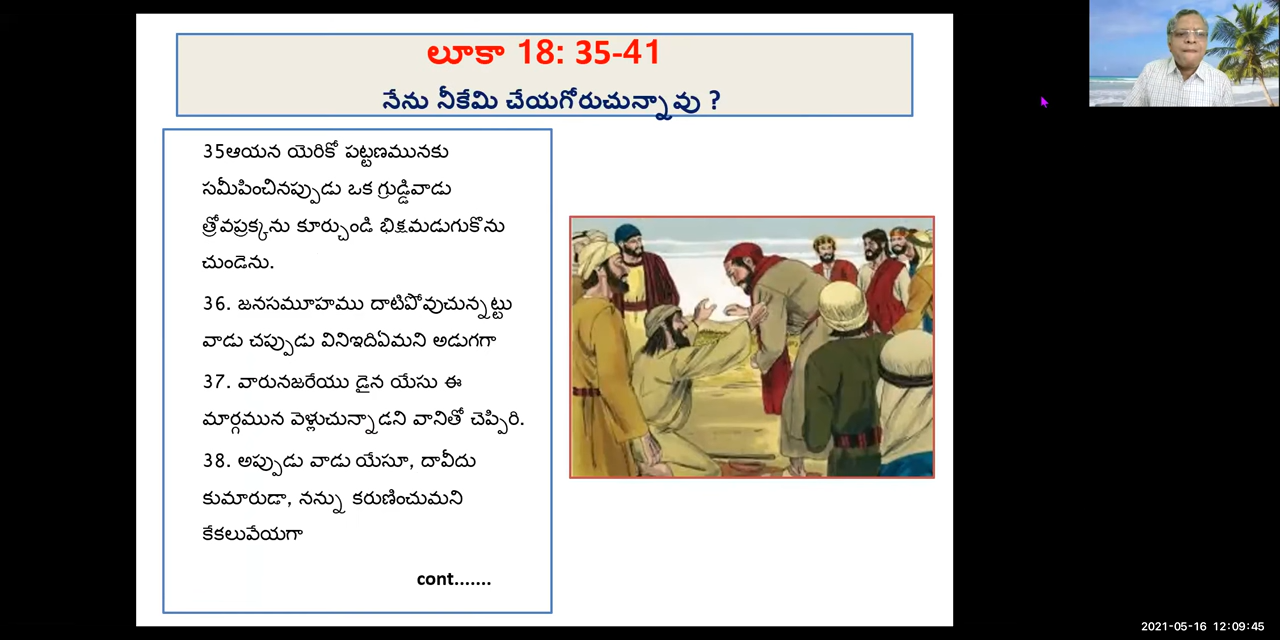 లూకా 18: 35-41
నేను నీకేమి చేయగోరుచున్నావు ?
35ఆయన యెరికో పట్టణమునకు
సమీపించినప్పుడు ఒక గ్రుడ్డివాడు
త్రోవప్రక్కను కూర్చుండి భిక్షమడుగుకొను
చుండెను.
36. జనసమూహము దాటిపోవుచున్నట్టు
వాడు చప్పుడు వినిఇదిఏమని అడుగగా
37. వారునజరేయు డైన యేసు ఈ
మార్గమున వెళ్లుచున్నాడని వానితో చెప్పిరి.
38. అప్పుడు వాడు యేసూ, దావీదు
కుమారుడా, నన్ను కరుణించుమని
కేకలువేయగా
cont.......
2021-05-16 12:09:45